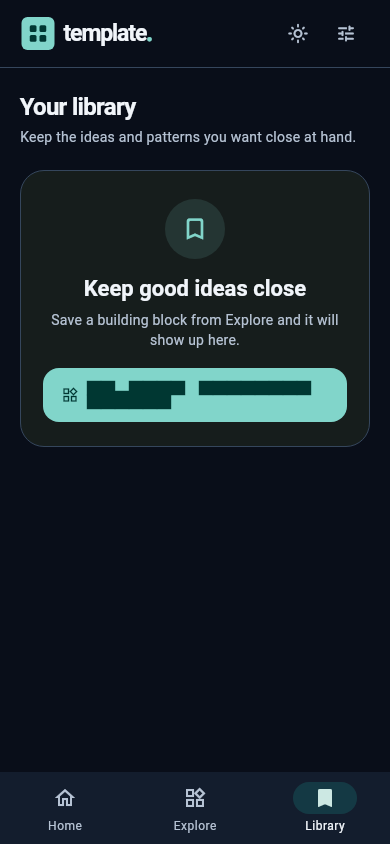 template.
Your library
Keep the ideas and patterns you want close at hand.
Keep good ideas close
Save a building block from Explore and it will
show up here.
Home
Explore
Library